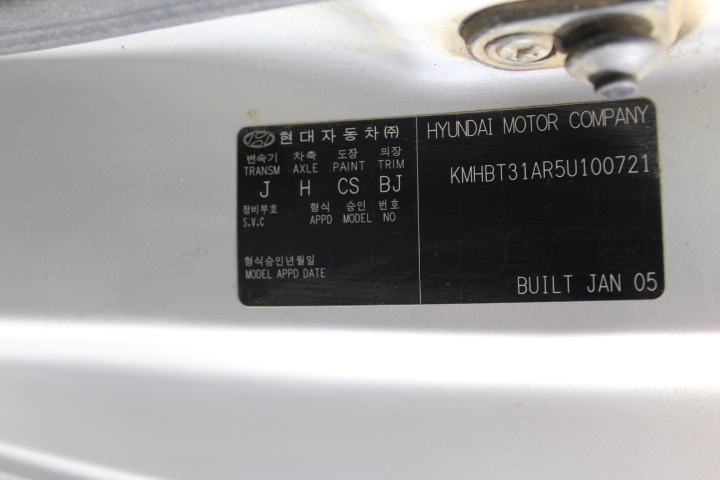 현대자동차㈜
변속기 차축 도장 의장
TRANSM AXLE PAINT TRIM
J H CS BJ
정비부호 형식 승인 번호
S.V.C APPD MODEL NO
형식승인년월일
MODEL APPD DATE
HYUNDAI MOTOR COMPANY
KMHBT31AR5U100721
BUILT JAN 05